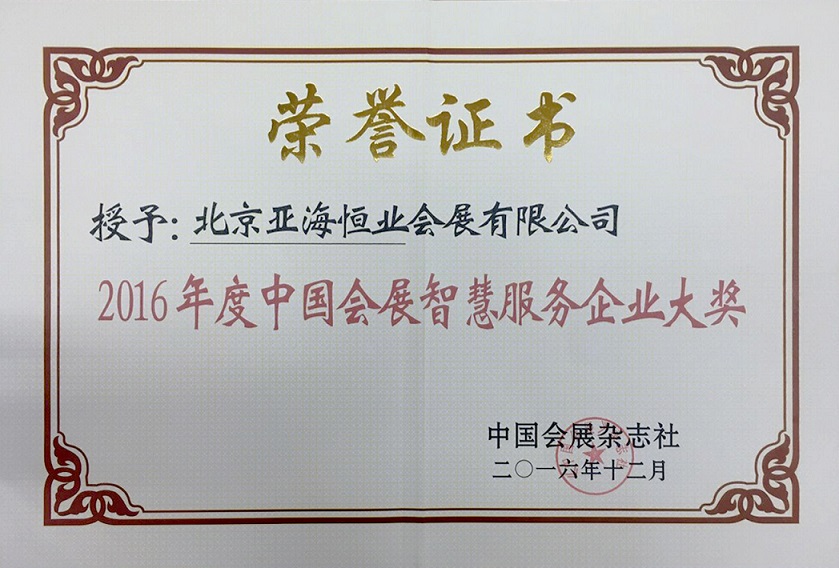 荣誉证书
授予：北京亚海恒业会展有限公司
2016年度中国会展智慧服务企业大奖
中国会展杂志社
二〇一六年十二月